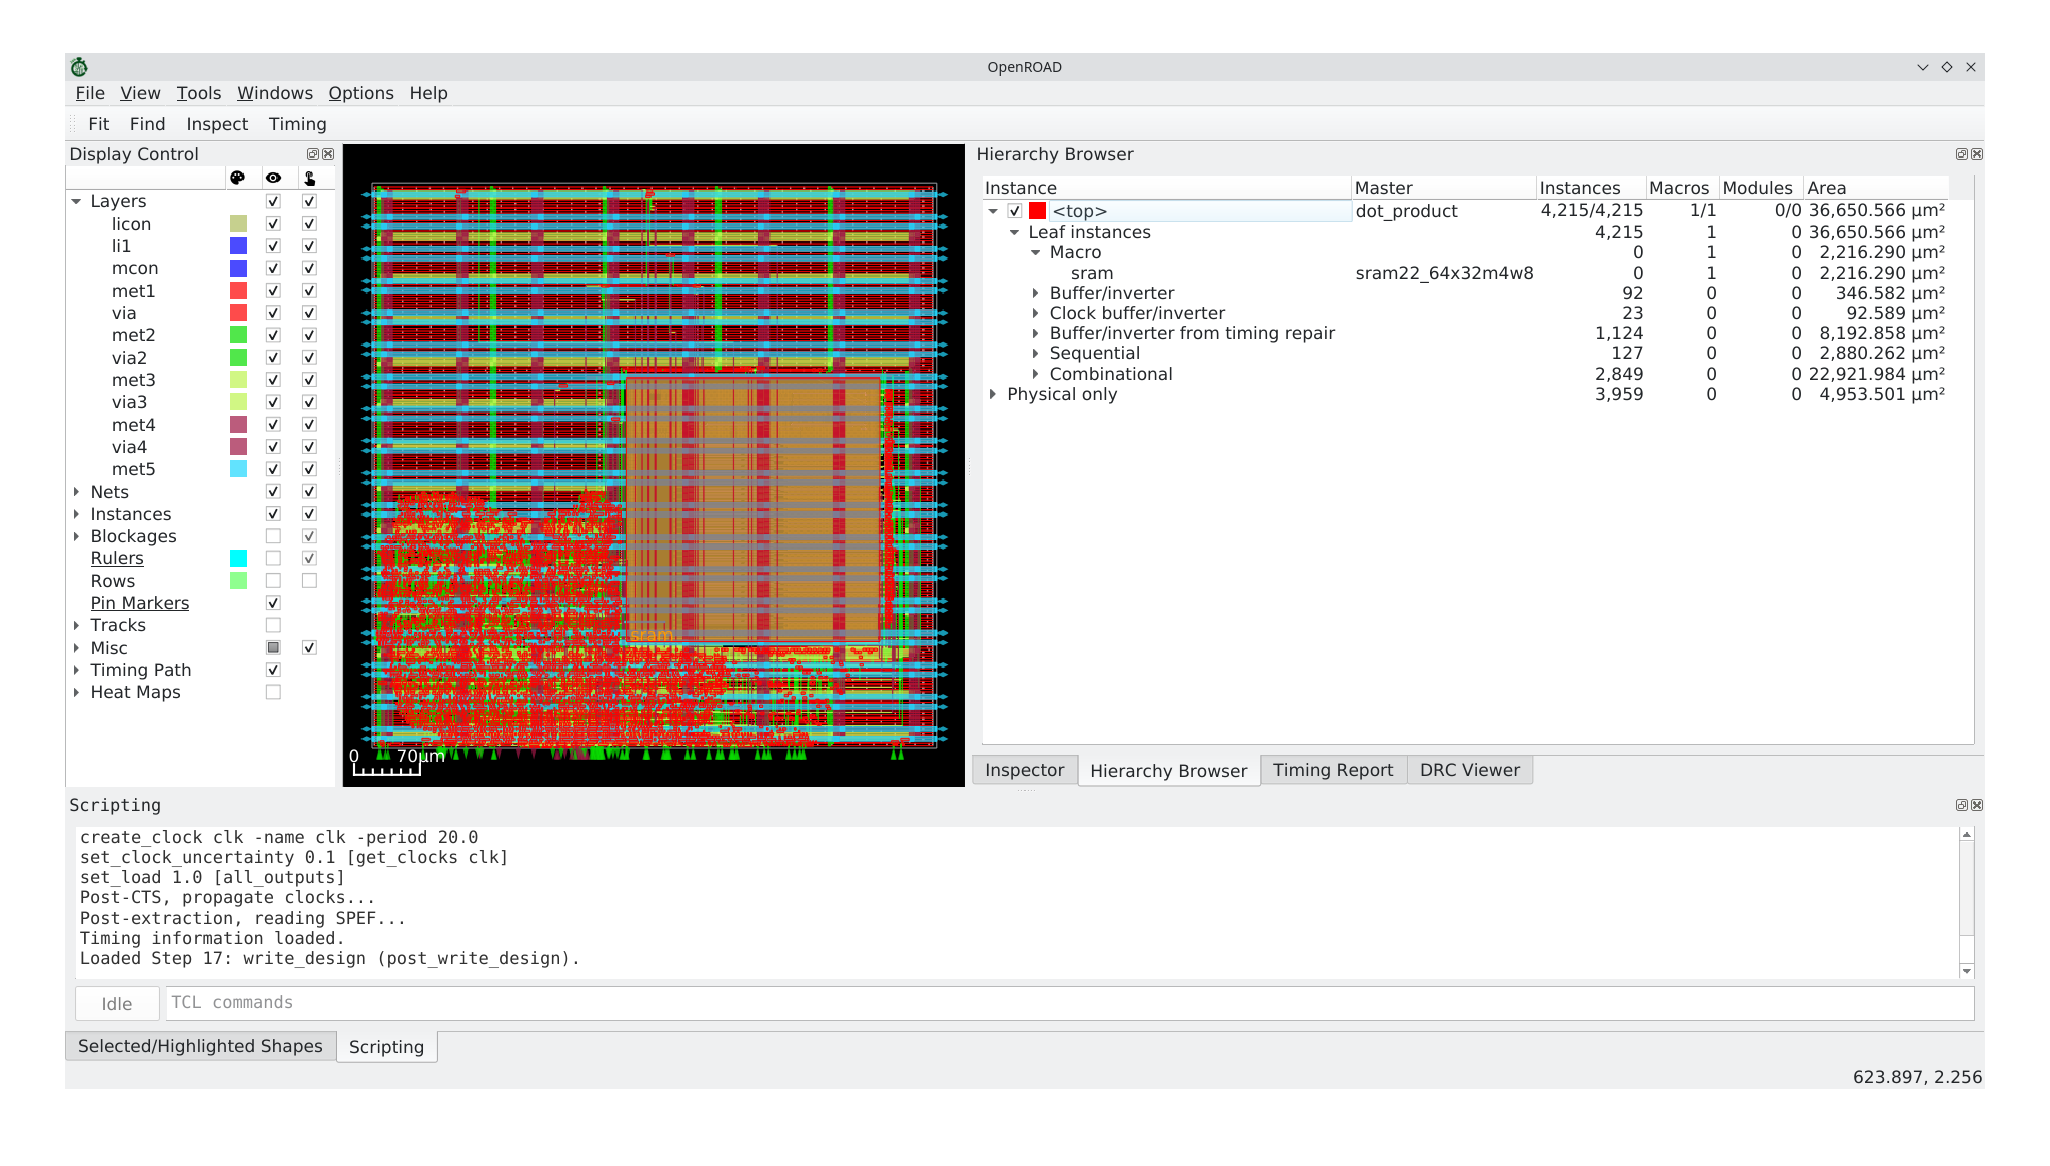 OpenROAD
File View Tools Windows Options Help
Fit Find Inspect Timing
Display Control
Layers
licon
li1
mcon
met1
via
met2
via2
met3
via3
met4
via4
met5
Nets
Instances
Blockages
Rulers
Rows
Pin Markers
Tracks
Misc
Timing Path
Heat Maps
sram
0 70μm
Hierarchy Browser
Instance Master Instances Macros Modules Area
<top> dot_product 4,215/4,215 1/1 0/0 36,650.566 μm²
Leaf instances 4,215 1 0 36,650.566 μm²
Macro 0 1 0 2,216.290 μm²
sram sram22_64x32m4w8 0 1 0 2,216.290 μm²
Buffer/inverter 92 0 0 346.582 μm²
Clock buffer/inverter 23 0 0 92.589 μm²
Buffer/inverter from timing repair 1,124 0 0 8,192.858 μm²
Sequential 127 0 0 2,880.262 μm²
Combinational 2,849 0 0 22,921.984 μm²
Physical only 3,959 0 0 4,953.501 μm²
Inspector Hierarchy Browser Timing Report DRC Viewer
Scripting
create_clock clk -name clk -period 20.0
set_clock_uncertainty 0.1 [get_clocks clk]
set_load 1.0 [all_outputs]
Post-CTS, propagate clocks...
Post-extraction, reading SPEF...
Timing information loaded.
Loaded Step 17: write_design (post_write_design).
Idle TCL commands
Selected/Highlighted Shapes Scripting
623.897, 2.256